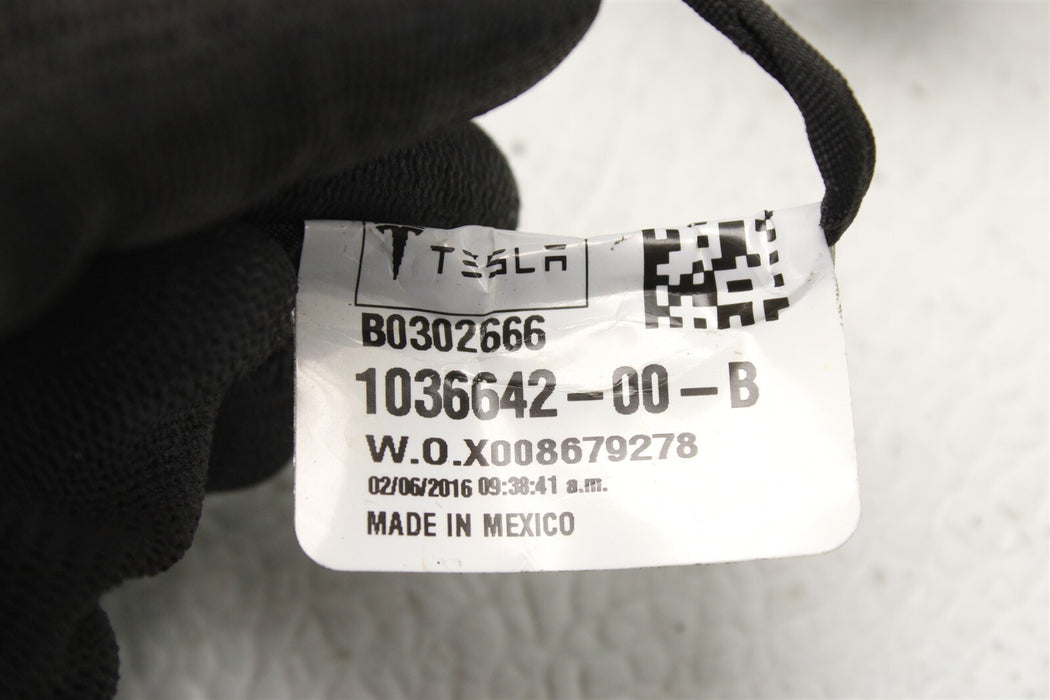 TESLA
B0302666
1036642-00-B
W.O.X008679278
02/06/2016 09:38:41 a.m.
MADE IN MEXICO